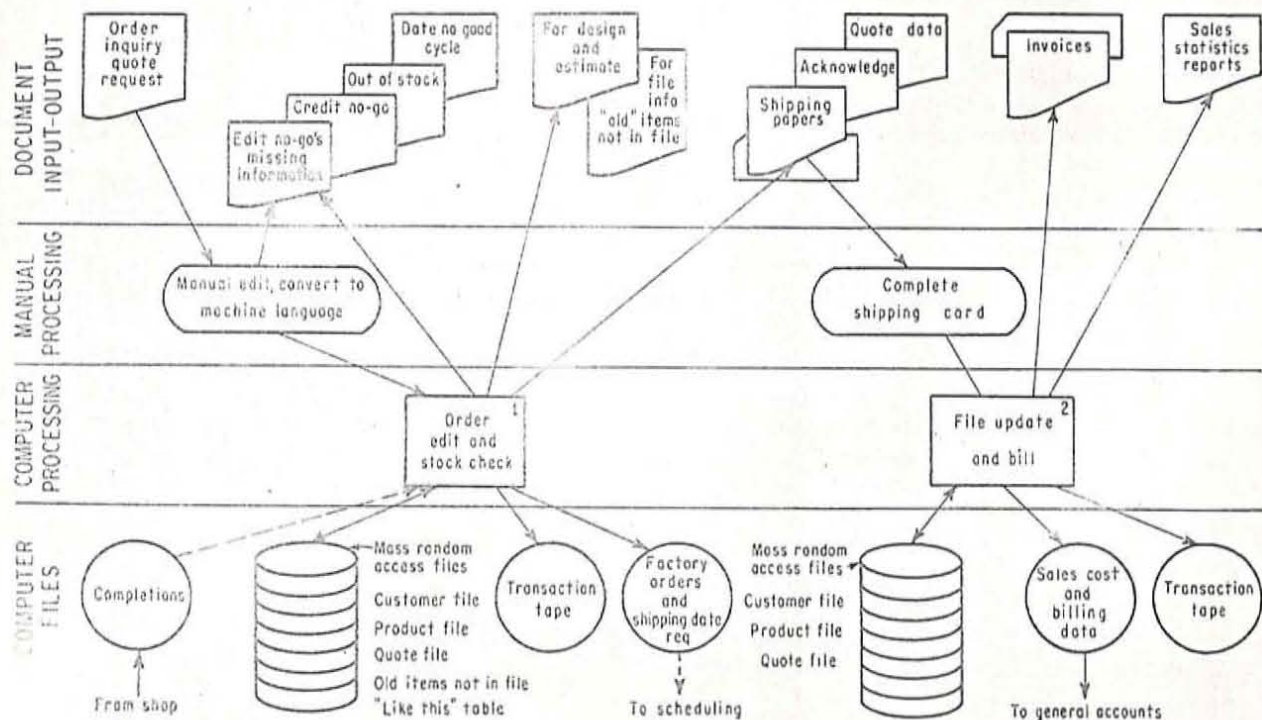 DOCUMENT
INPUT-OUTPUT
Order
inquiry
quote
request
Date no good
cycle
Out of stock
Credit no-go
Edit no-go's
missing
information
For design
and
estimate
For
file
info
"old" items
not in file
Quote data
Acknowledge
Shipping
papers
Invoices
Sales
statistics
reports
MANUAL
PROCESSING
Manual edit, convert to
machine language
Complete
shipping card
COMPUTER
PROCESSING
1
Order
edit and
stock check
2
File update
and bill
COMPUTER
FILES
Completions
From shop
Mass random
access files
Customer file
Product file
Quote file
Old items not in file
"Like this" table
Transaction
tape
Factory
orders
and
shipping date
req
To scheduling
Mass random
access files
Customer file
Product file
Quote file
Sales cost
and
billing
data
To general accounts
Transaction
tape